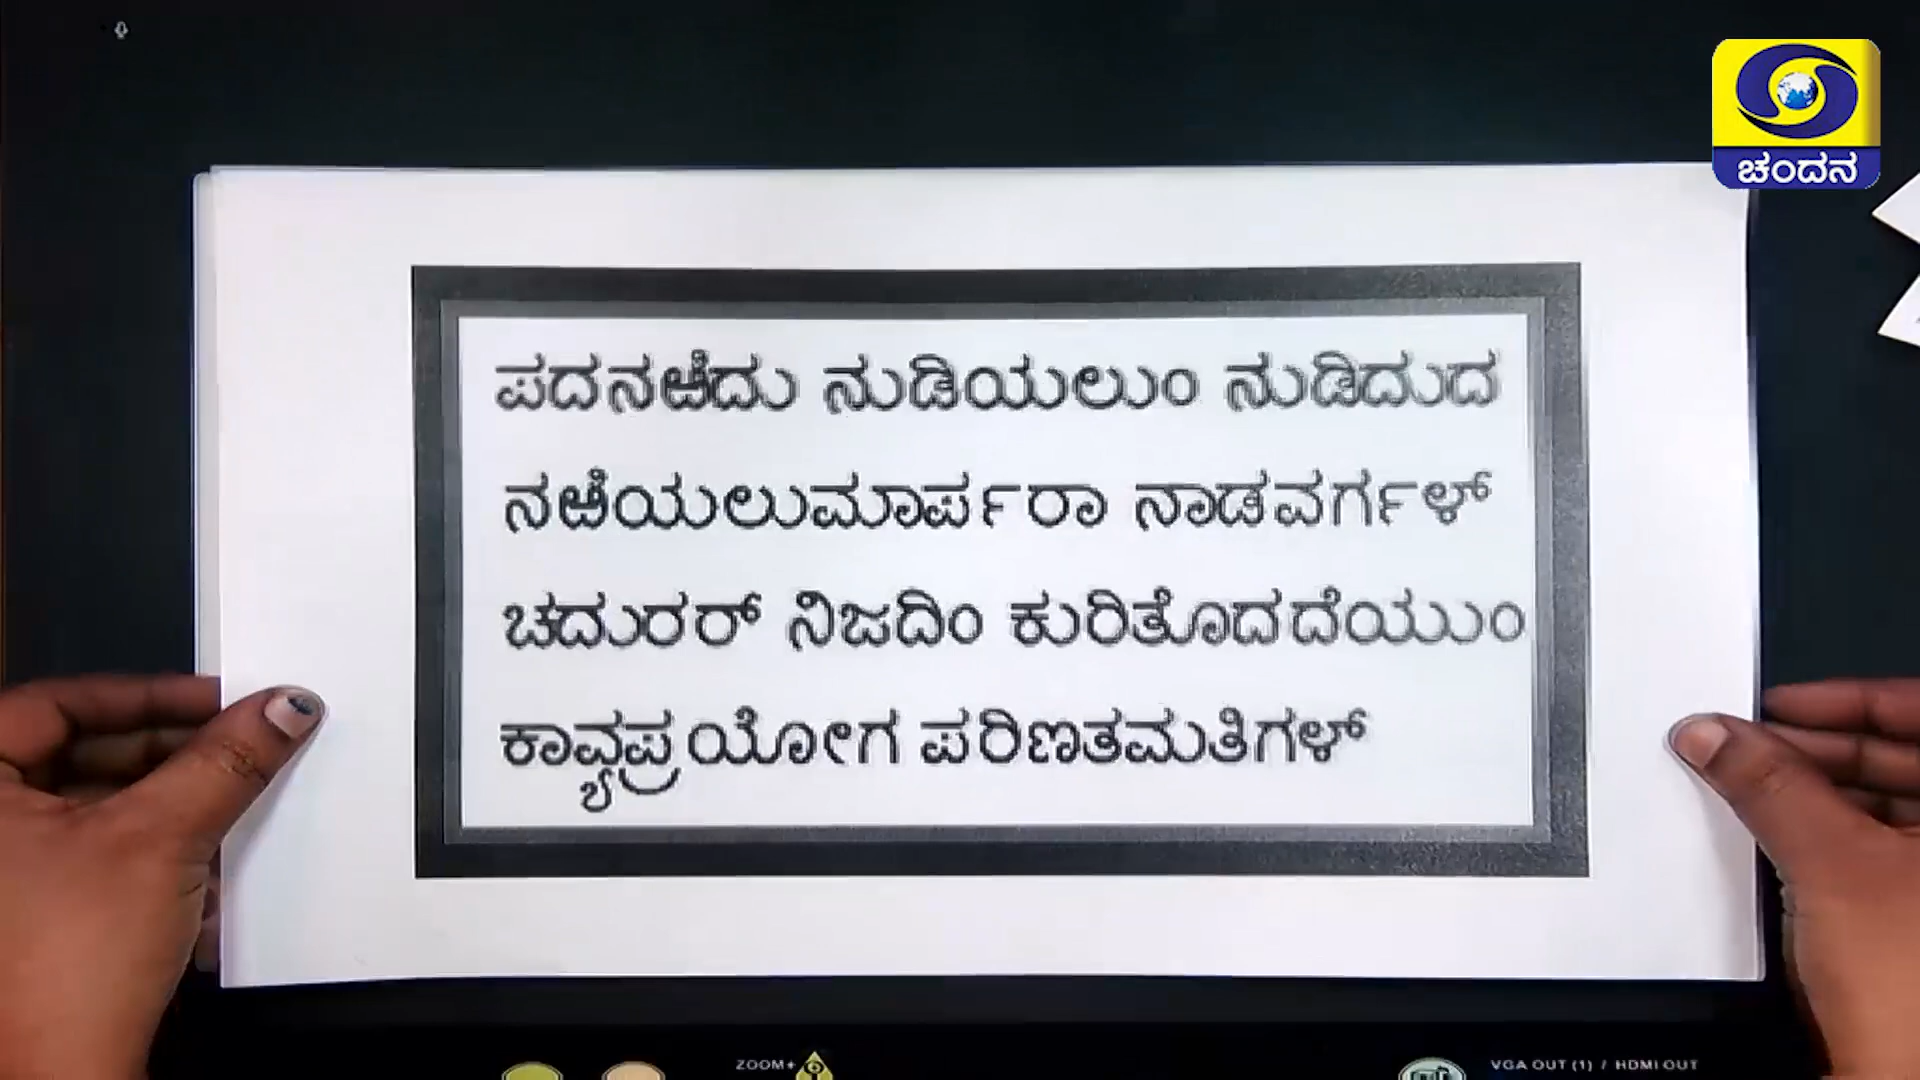 ಚಂದನ
ಪದನಱಿದು ನುಡಿಯಲುಂ ನುಡಿದುದ
ನಱಿಯಲುಮಾರ್ಪರಾ ನಾಡವರ್ಗಳ್
ಚದುರರ್ ನಿಜದಿಂ ಕುರಿತೊದದೆಯುಂ
ಕಾವ್ಯಪ್ರಯೋಗ ಪರಿಣತಮತಿಗಳ್
ZOOM+
VGA OUT (1) / HDMI OUT